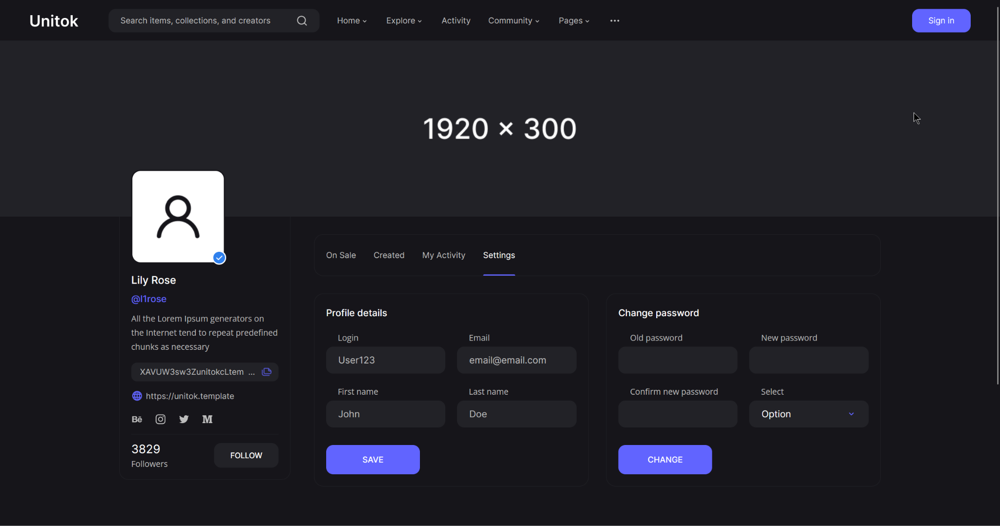 Unitok
Search items, collections, and creators
Home
Explore
Activity
Community
Pages
Sign in
1920 × 300
Lily Rose
@l1rose
All the Lorem Ipsum generators on
the Internet tend to repeat predefined
chunks as necessary
XAVUW3sw3ZunitokcLtem ...
https://unitok.template
Bē
M
3829
Followers
FOLLOW
On Sale
Created
My Activity
Settings
Profile details
Login
Email
User123
email@email.com
First name
Last name
John
Doe
SAVE
Change password
Old password
New password
Confirm new password
Select
Option
CHANGE